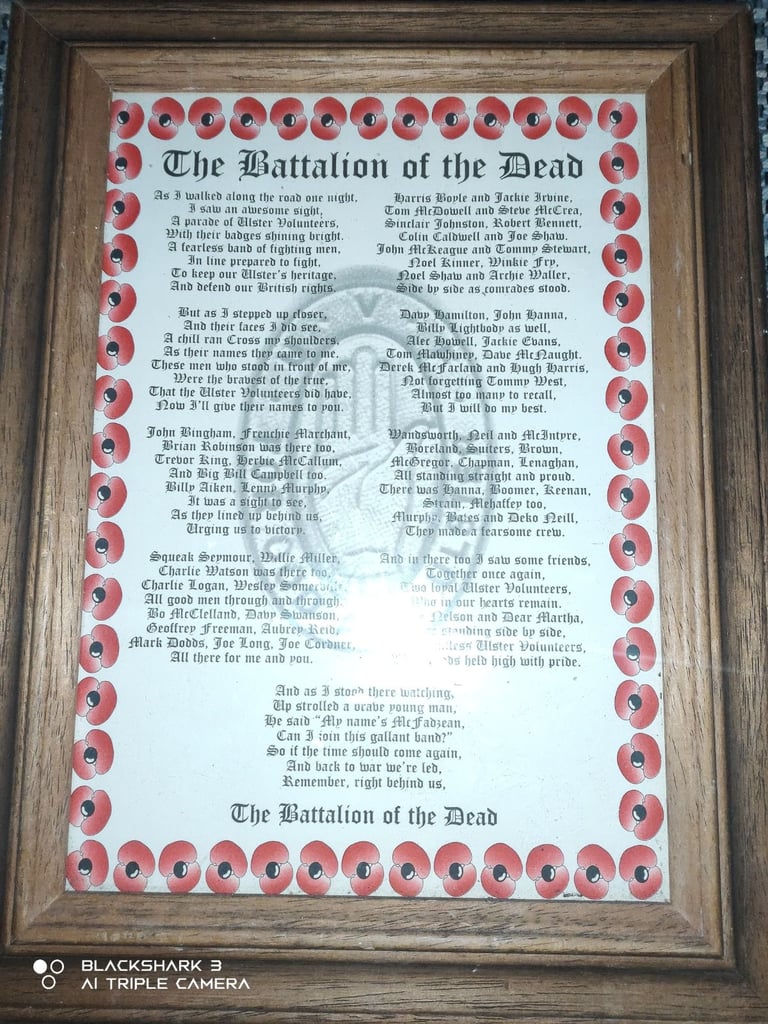 The Battalion of the Dead
As I walked along the road one night,
I saw an awesome sight,
A parade of Ulster Volunteers,
With their badges shining bright.
A fearless band of fighting men,
In line prepared to fight,
To keep our Ulster's heritage,
And defend our British rights.
But as I stepped up closer,
And their faces I did see,
A chill ran Cross my shoulders,
As their names they came to me.
These men who stood in front of me,
Were the bravest of the true,
That the Ulster Volunteers did have,
Now I'll give their names to you.
John Bingham, Frenchie Marchant,
Brian Robinson was there too,
Trevor King, Herbie McCallum,
And Big Bill Campbell too.
Billy Aiken, Lenny Murphy,
It was a sight to see,
As they lined up behind us,
Urging us to victory.
Squeak Seymour, Willie Miller,
Charlie Watson was there too,
Charlie Logan, Wesley
All good men through and through.
Bo McClelland, Davy Swanson,
Geoffrey Freeman, Aubrey Reid,
Mark Dodds, Joe Long, Joe Cordner,
All there for me and you.
Harris Boyle and Jackie Irvine,
Tom McDowell and Steve McCrea,
Sinclair Johnston, Robert Bennett,
Colin Caldwell and Joe Shaw.
John McKeague and Tommy Stewart,
Noel Kinner, Winkie Fry,
Noel Shaw and Archie Waller,
Side by side as comrades stood.
Davy Hamilton, John Hanna,
Billy Lightbody as well,
Alec Howell, Jackie Evans,
Tom Mawhiney, Dave McNaught.
Derek McFarland and Hugh Harris,
Not forgetting Tommy West,
Almost too many to recall,
But I will do my best.
Wandsworth, Neil and McIntyre,
Boreland, Suiters, Brown,
McGregor, Chapman, Lenaghan,
All standing straight and proud.
There was Hanna, Boomer, Keenan,
Strain, Mehaffey too,
Murphy, Bates and Deko Neill,
They made a fearsome crew.
And in there too I saw some friends,
Together once again,
Two loyal Ulster Volunteers,
Who in our hearts remain.
Nelson and Dear Martha,
standing side by side,
Ulster Volunteers,
held high with pride.
And as I stood there watching,
Up strolled a brave young man,
He said "My name's McFadzean,
Can I join this gallant band?"
So if the time should come again,
And back to war we're led,
Remember, right behind us,
The Battalion of the Dead
BLACKSHARK 3
AI TRIPLE CAMERA